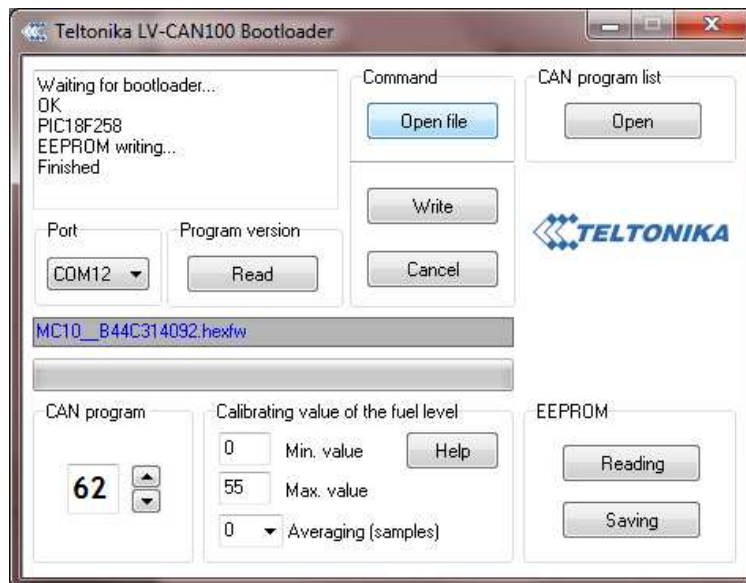 Teltonika LV-CAN100 Bootloader
Waiting for bootloader...
OK
PIC18F258
EEPROM writing...
Finished
Command
Open file
CAN program list
Open
Write
Cancel
TELTONIKA
Port
COM12
Program version
Read
MC10__B44C314092.hexfw
CAN program
62
Calibrating value of the fuel level
0 Min. value
Help
55 Max. value
0 Averaging (samples)
EEPROM
Reading
Saving